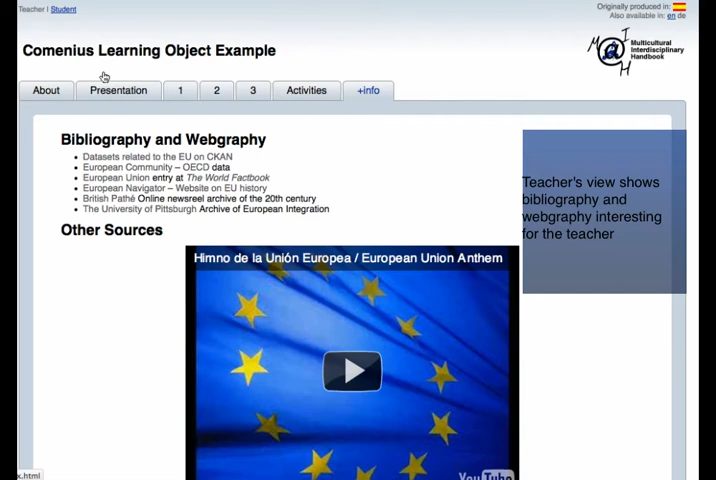 Teacher | Student
Originally produced in:
Also available in: en de
Comenius Learning Object Example
M@IH
Multicultural
Interdisciplinary
Handbook
About Presentation 1 2 3 Activities +info
Bibliography and Webgraphy
Datasets related to the EU on CKAN
European Community – OECD data
European Union entry at The World Factbook
European Navigator – Website on EU history
British Pathé Online newsreel archive of the 20th century
The University of Pittsburgh Archive of European Integration
Teacher's view shows
bibliography and
webgraphy interesting
for the teacher
Other Sources
Himno de la Unión Europea / European Union Anthem
YouTube
x.html